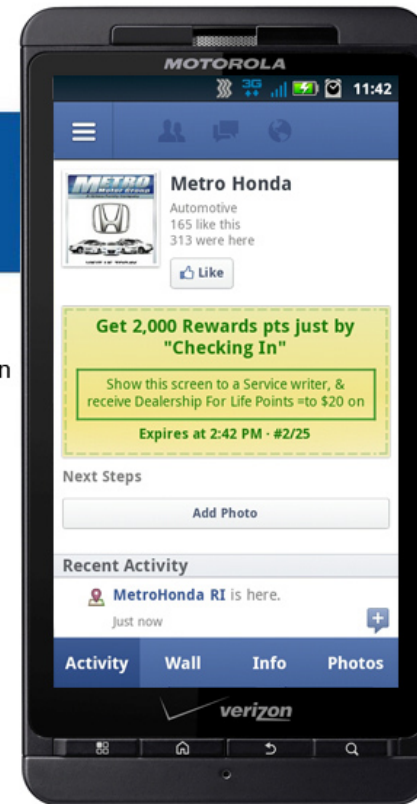 MOTOROLA
3G
11:42
METRO
Motor Group
Metro Honda
Automotive
165 like this
313 were here
Like
Get 2,000 Rewards pts just by
"Checking In"
n
Show this screen to a Service writer, &
receive Dealership For Life Points =to $20 on
Expires at 2:42 PM · #2/25
Next Steps
Add Photo
Recent Activity
MetroHonda RI is here.
Just now
Activity Wall Info Photos
verizon